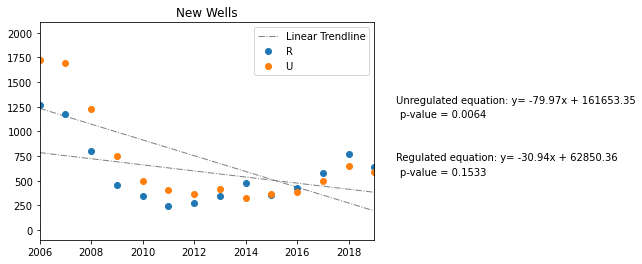 New Wells
2000
1750
1500
1250
1000
750
500
250
0
2006
2008
2010
2012
2014
2016
2018
Linear Trendline
R
U
Unregulated equation: y= -79.97x + 161653.35
p-value = 0.0064
Regulated equation: y= -30.94x + 62850.36
p-value = 0.1533